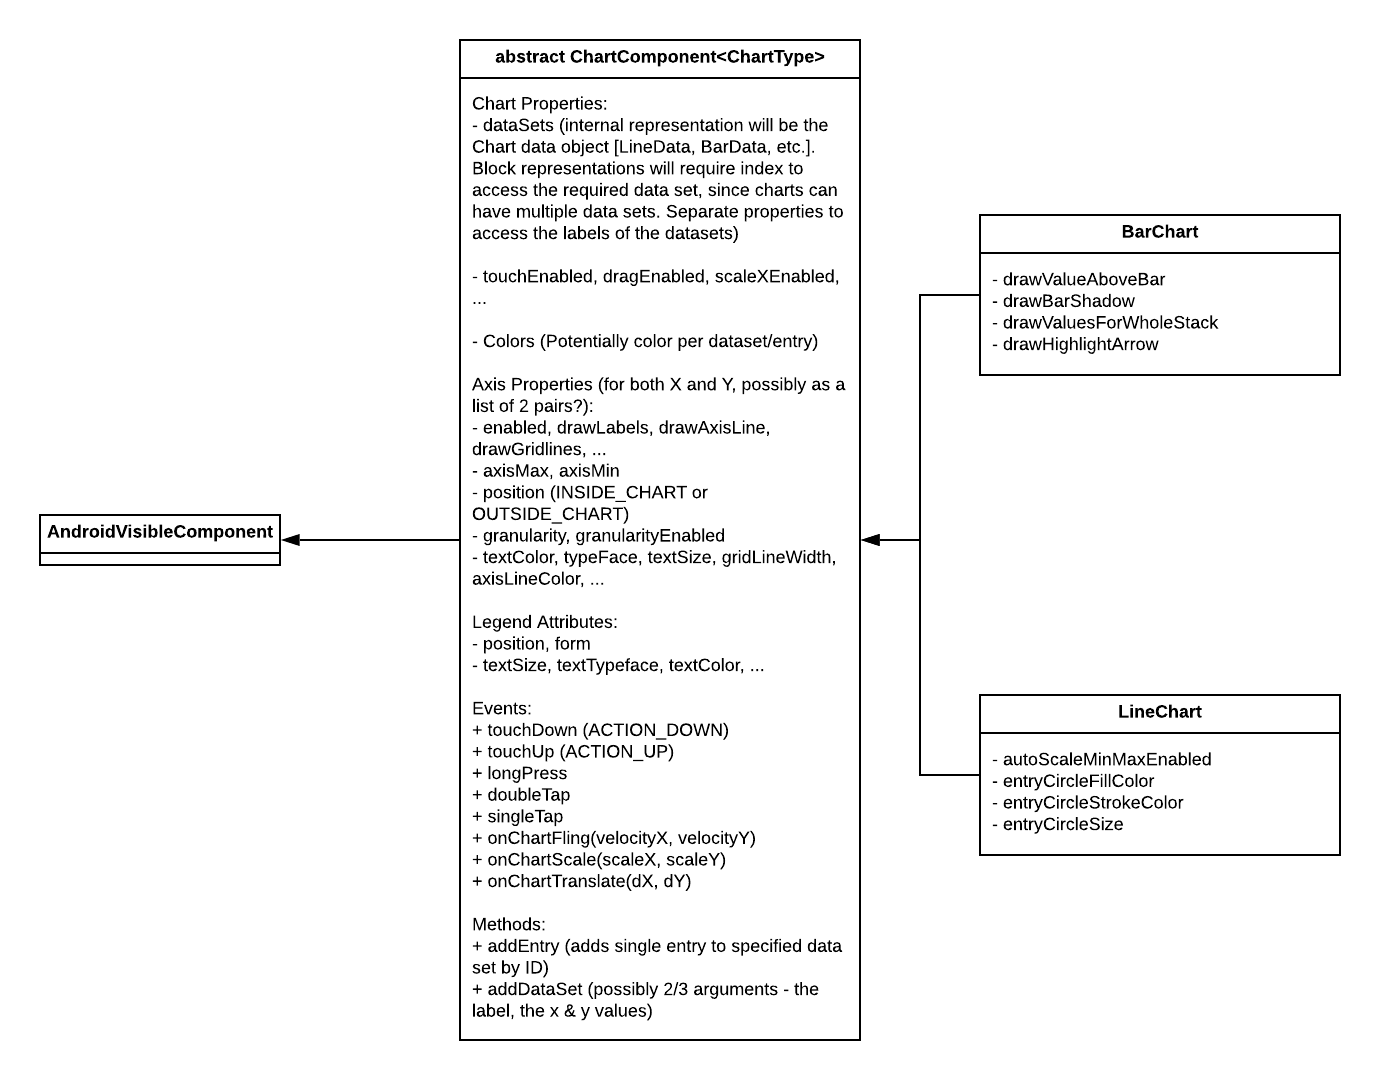 abstract ChartComponent<ChartType>
Chart Properties:
- dataSets (internal representation will be the
Chart data object [LineData, BarData, etc.].
Block representations will require index to
access the required data set, since charts can
have multiple data sets. Separate properties to
access the labels of the datasets)
- touchEnabled, dragEnabled, scaleXEnabled,
...
- Colors (Potentially color per dataset/entry)
Axis Properties (for both X and Y, possibly as a
list of 2 pairs?):
- enabled, drawLabels, drawAxisLine,
drawGridlines, ...
- axisMax, axisMin
- position (INSIDE_CHART or
OUTSIDE_CHART)
- granularity, granularityEnabled
- textColor, typeFace, textSize, gridLineWidth,
axisLineColor, ...
Legend Attributes:
- position, form
- textSize, textTypeface, textColor, ...
Events:
+ touchDown (ACTION_DOWN)
+ touchUp (ACTION_UP)
+ longPress
+ doubleTap
+ singleTap
+ onChartFling(velocityX, velocityY)
+ onChartScale(scaleX, scaleY)
+ onChartTranslate(dX, dY)
Methods:
+ addEntry (adds single entry to specified data
set by ID)
+ addDataSet (possibly 2/3 arguments - the
label, the x & y values)
AndroidVisibleComponent
BarChart
- drawValueAboveBar
- drawBarShadow
- drawValuesForWholeStack
- drawHighlightArrow
LineChart
- autoScaleMinMaxEnabled
- entryCircleFillColor
- entryCircleStrokeColor
- entryCircleSize